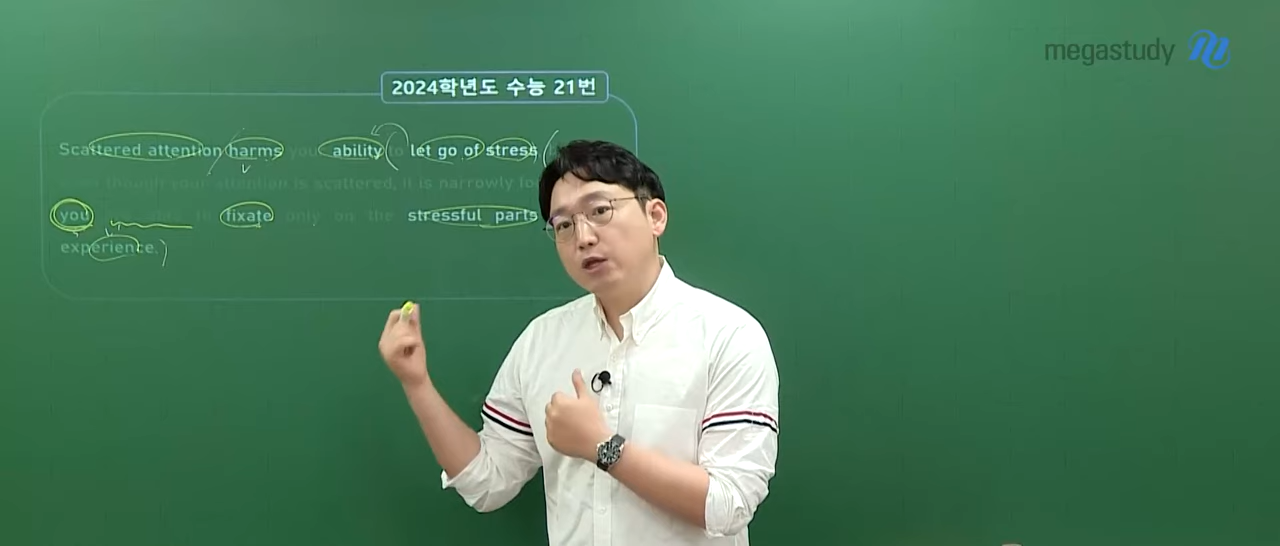 megastudy
2024학년도 수능 21번
Scattered attention harms your ability to let go of stress
even though your attention is scattered, it is narrowly
you fixate only on the stressful parts
experience.